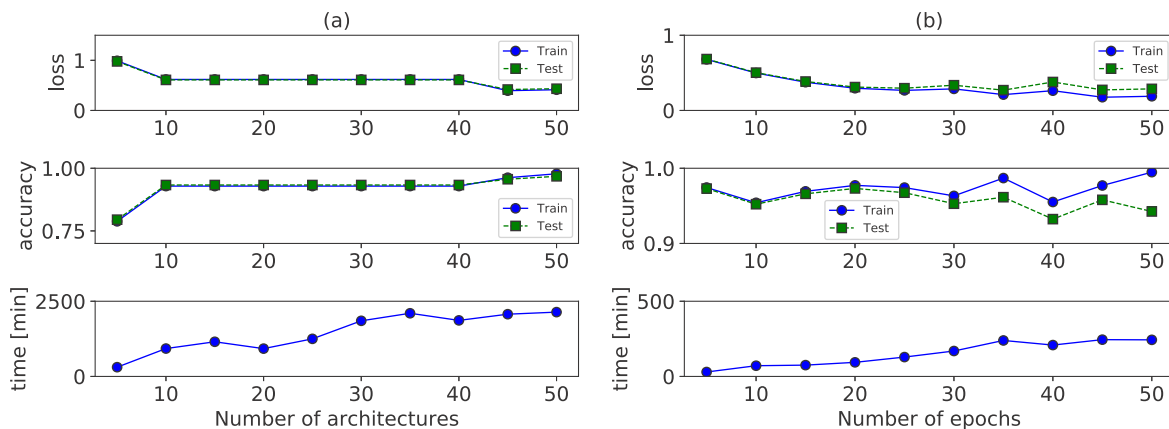 (a)
loss
1
0
Train
Test
10 20 30 40 50
accuracy
1.00
0.75
Train
Test
10 20 30 40 50
time [min]
2500
0
10 20 30 40 50
Number of architectures
(b)
loss
1
0
Train
Test
10 20 30 40 50
accuracy
1.0
0.9
Train
Test
10 20 30 40 50
time [min]
500
0
10 20 30 40 50
Number of epochs